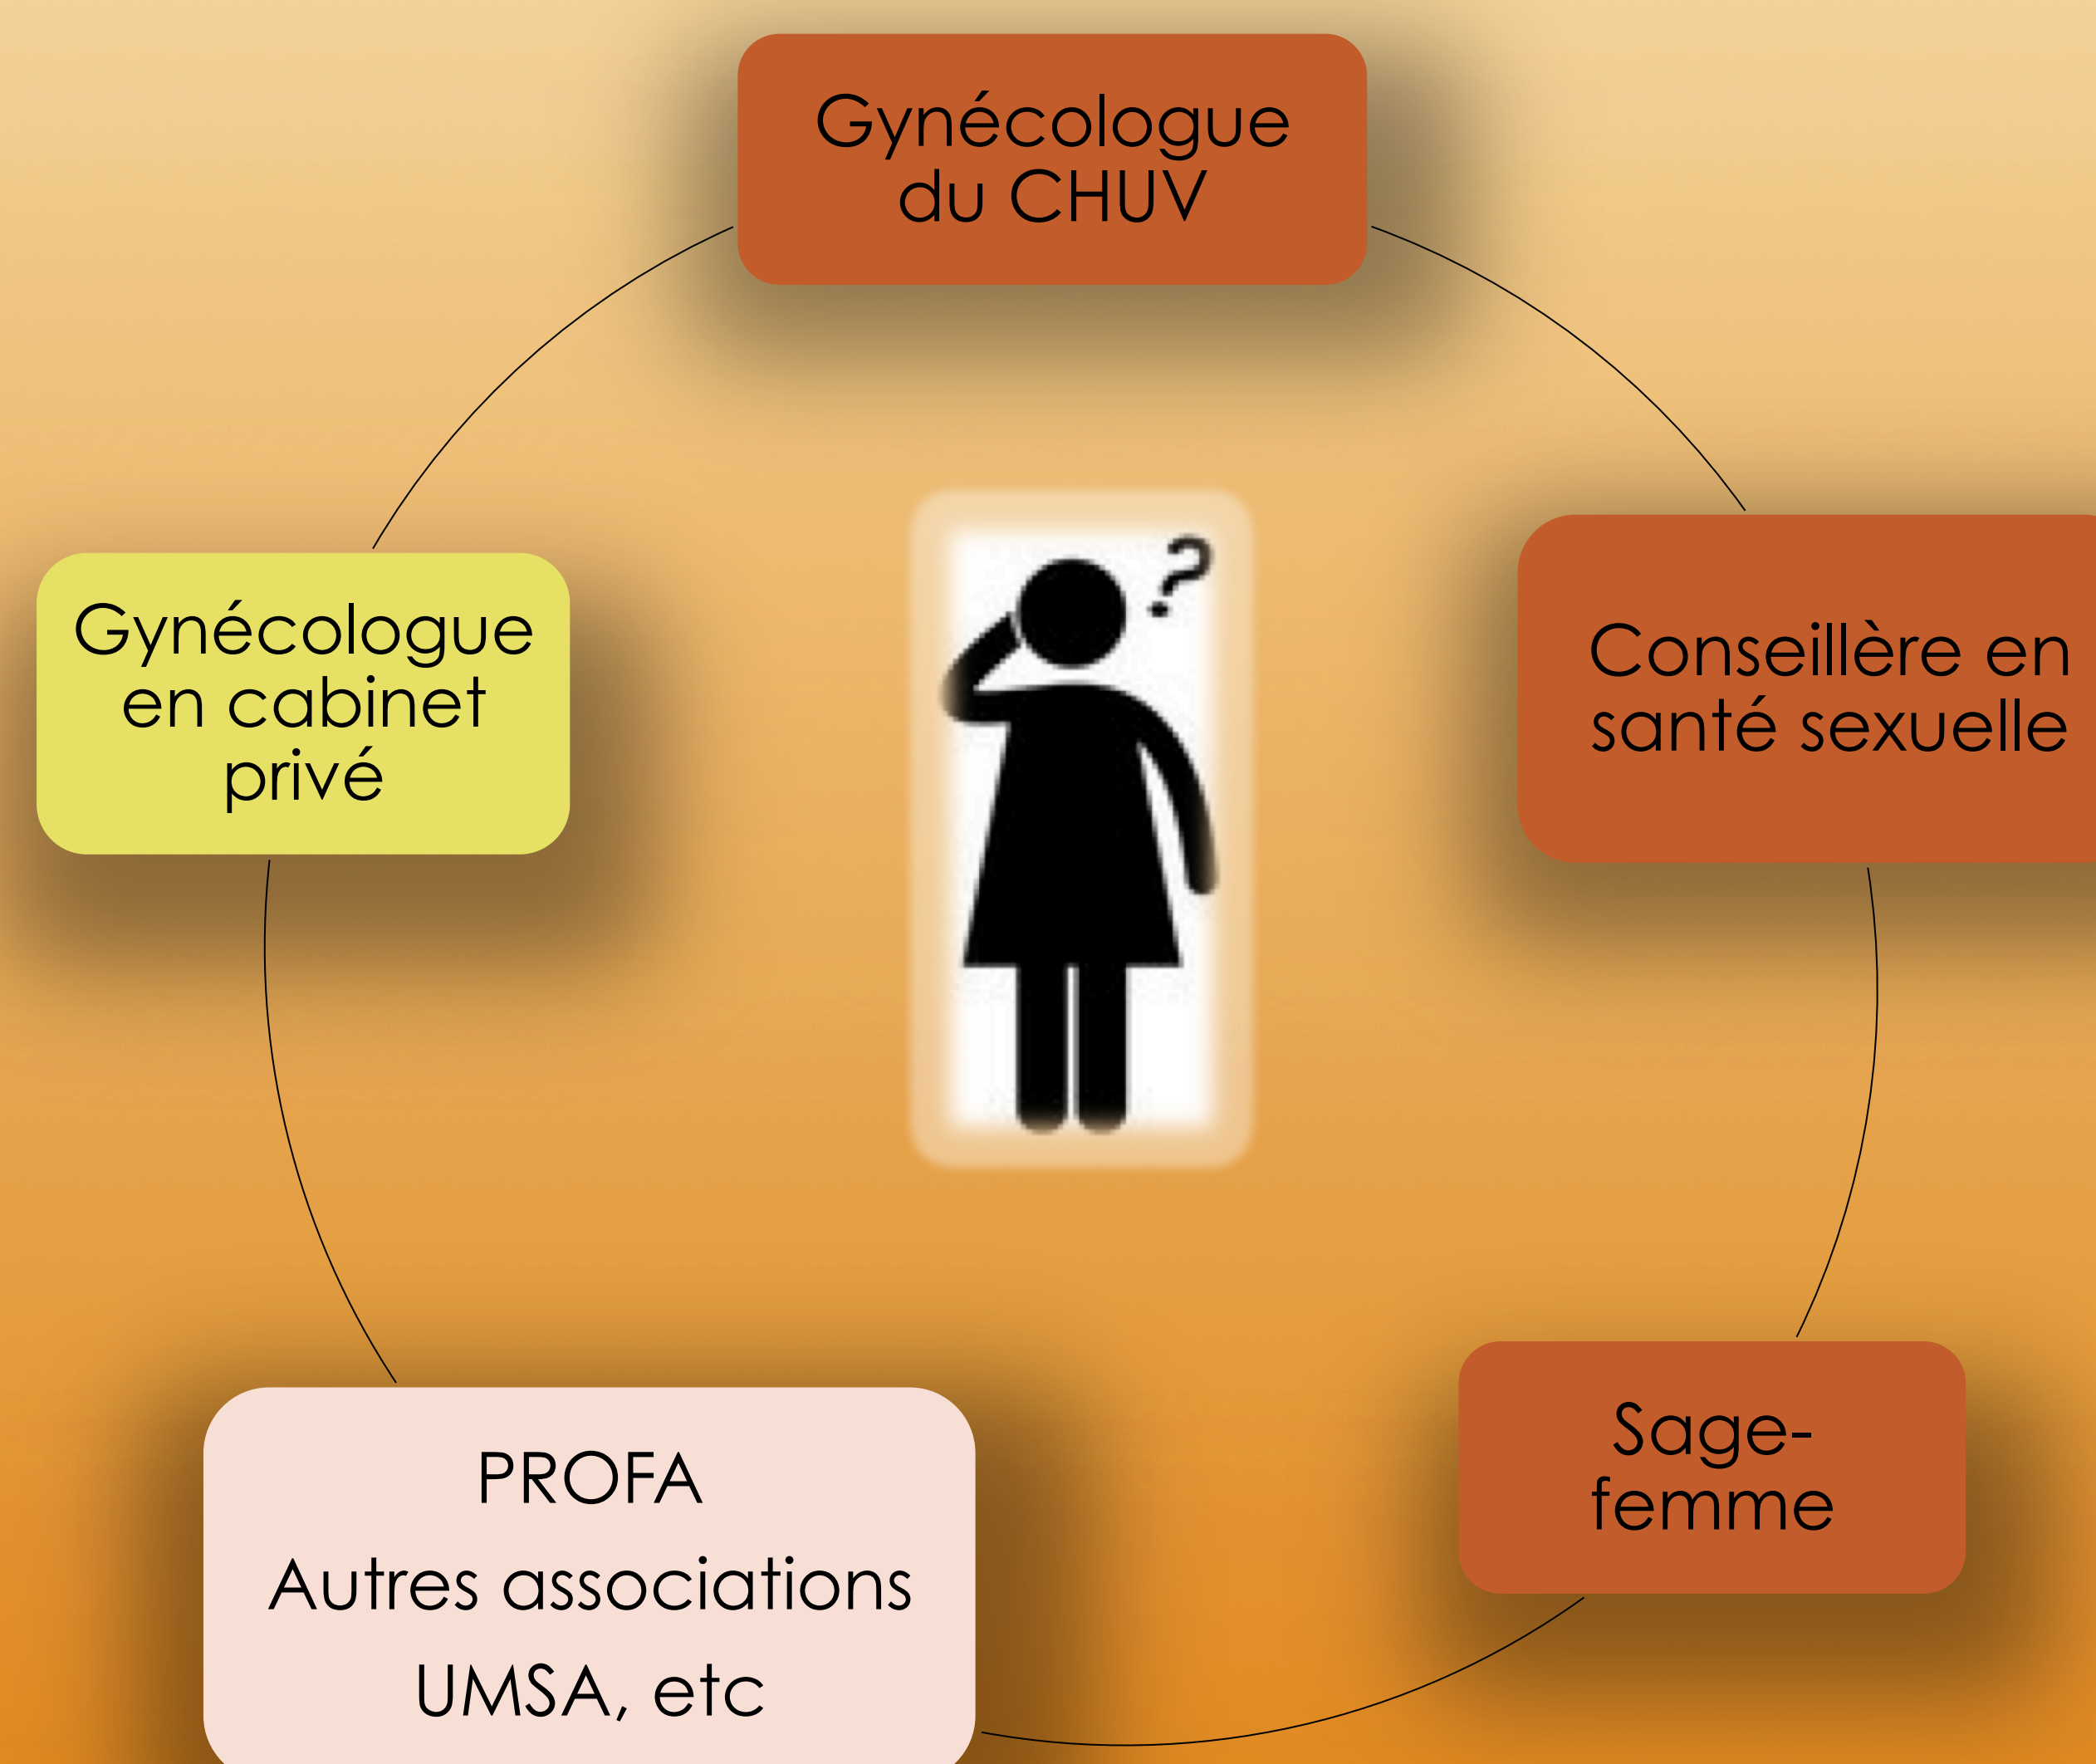 Gynécologue
du CHUV
Gynécologue
en cabinet
privé
?
Conseillère en
santé sexuelle
Sage-
femme
PROFA
Autres associations
UMSA, etc